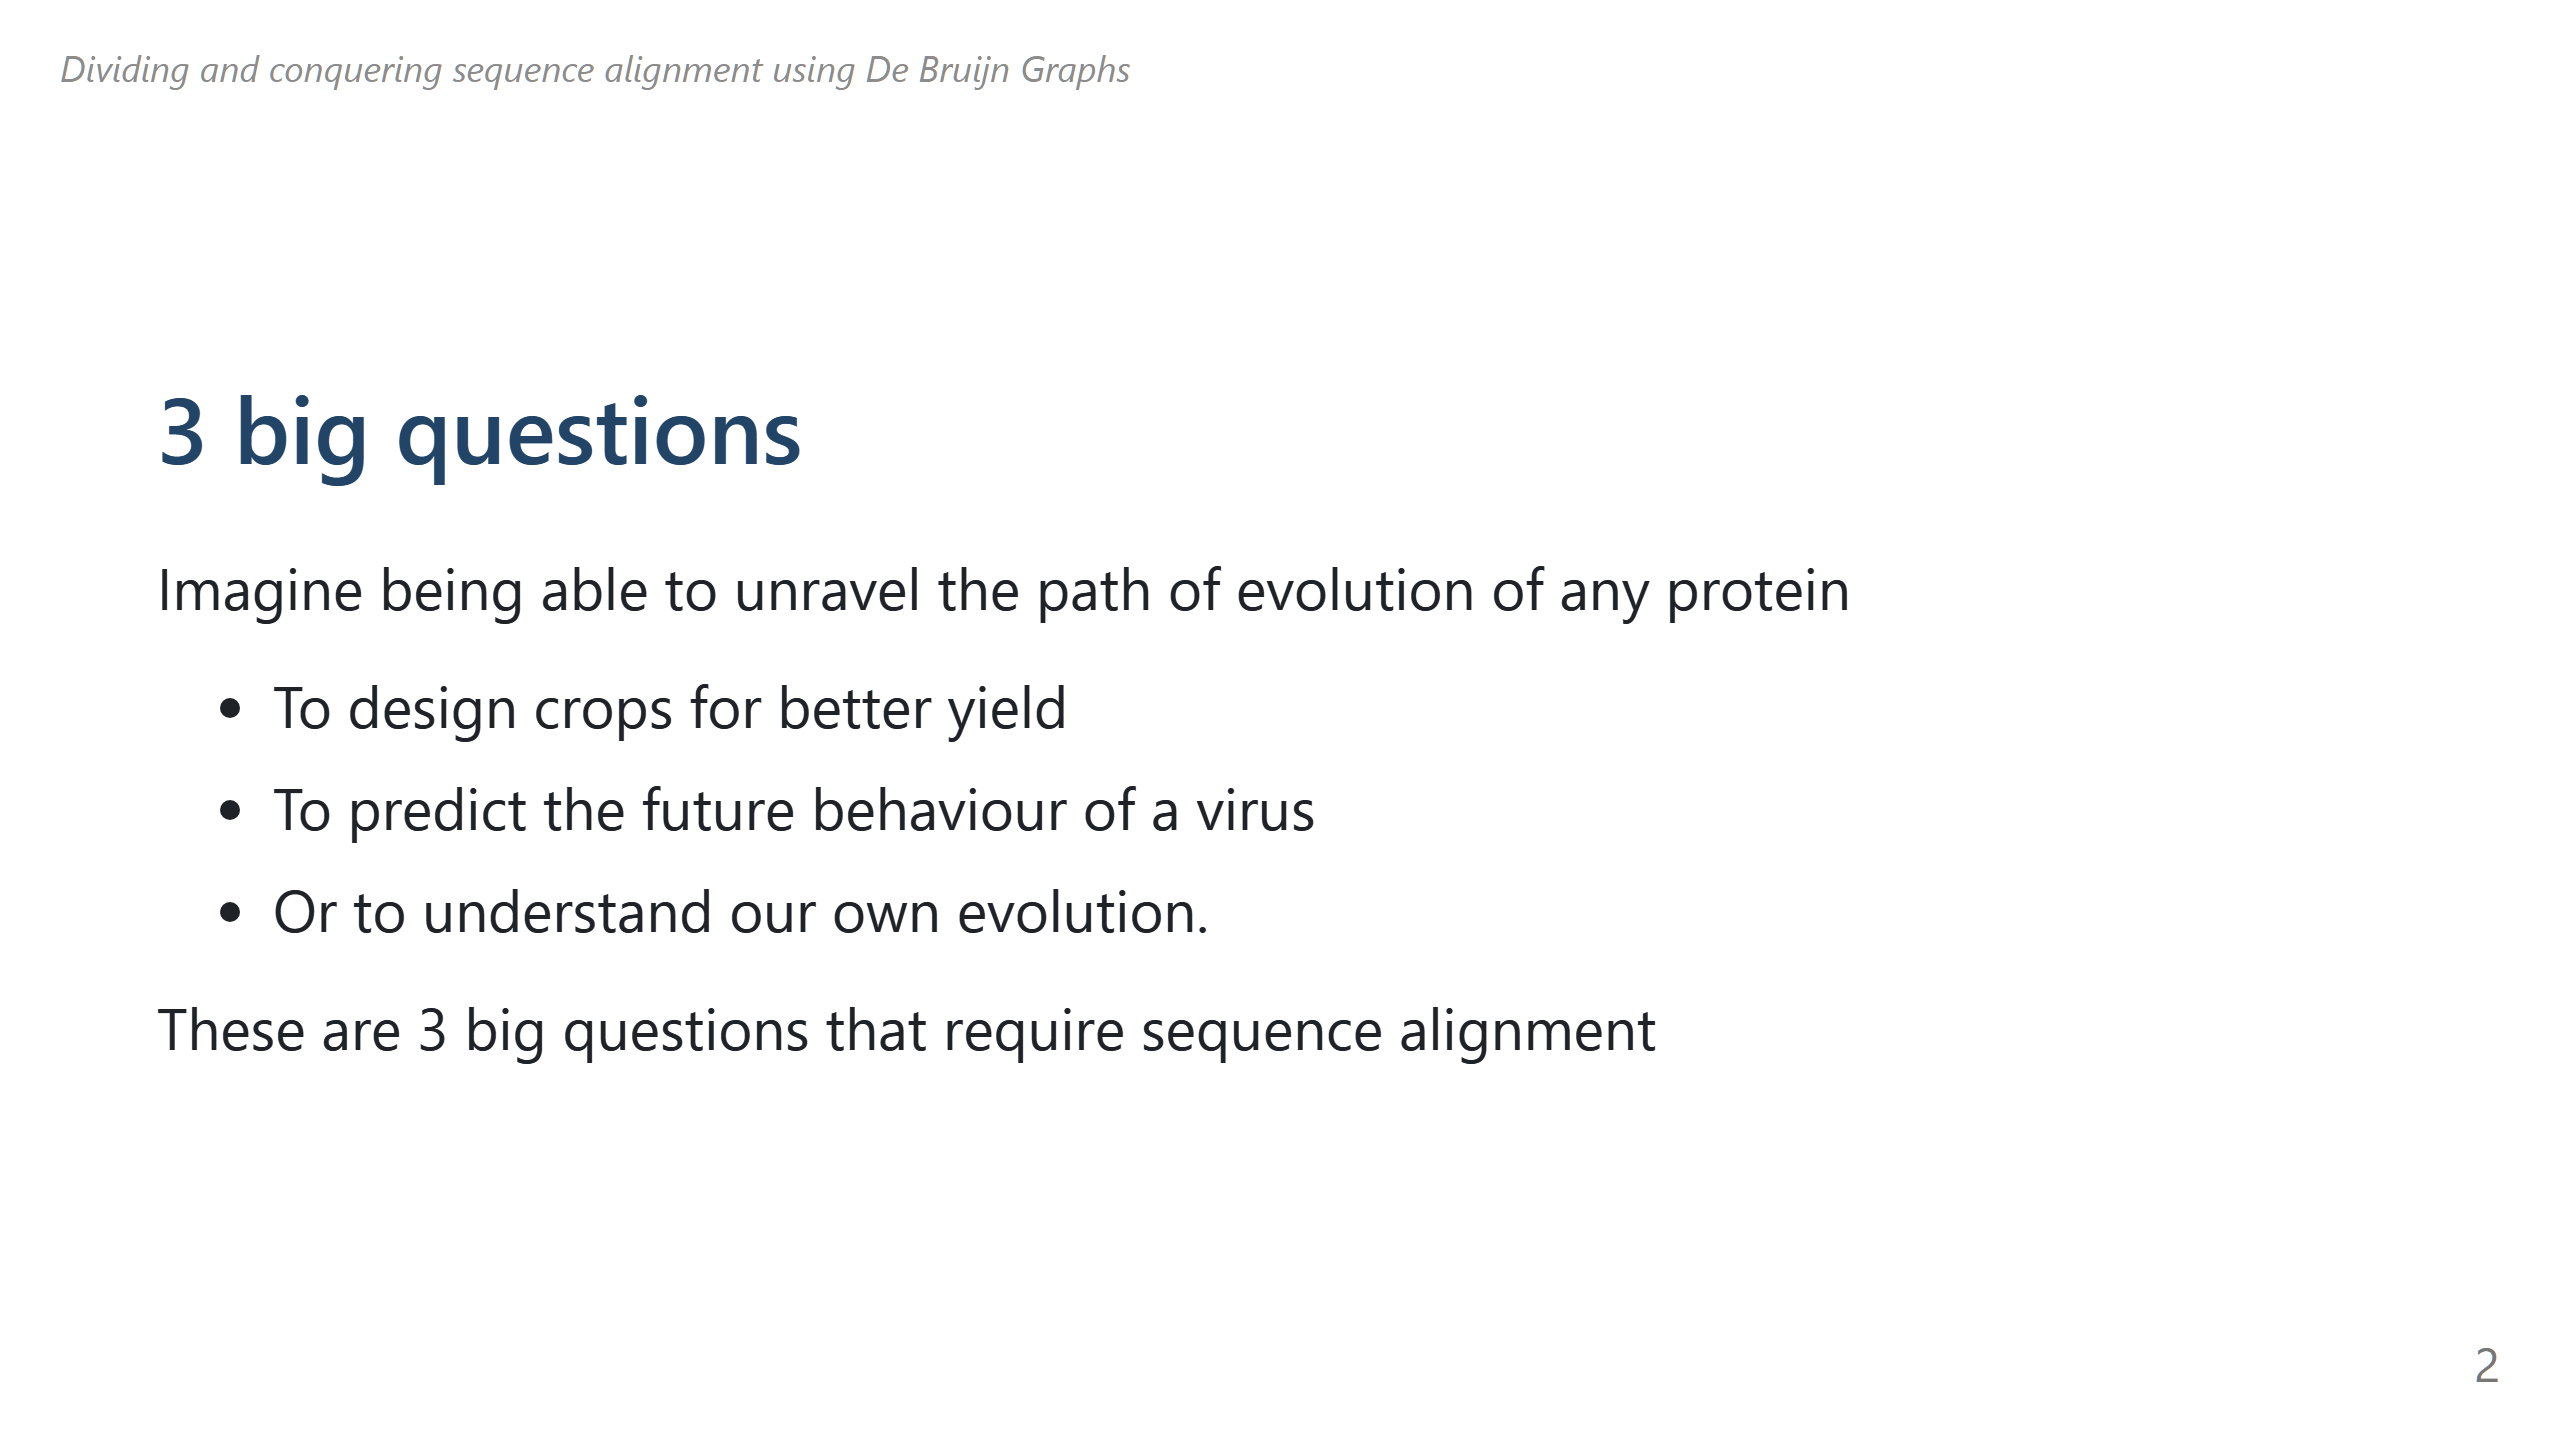 Dividing and conquering sequence alignment using De Bruijn Graphs
3 big questions
Imagine being able to unravel the path of evolution of any protein
• To design crops for better yield
• To predict the future behaviour of a virus
• Or to understand our own evolution.
These are 3 big questions that require sequence alignment
2